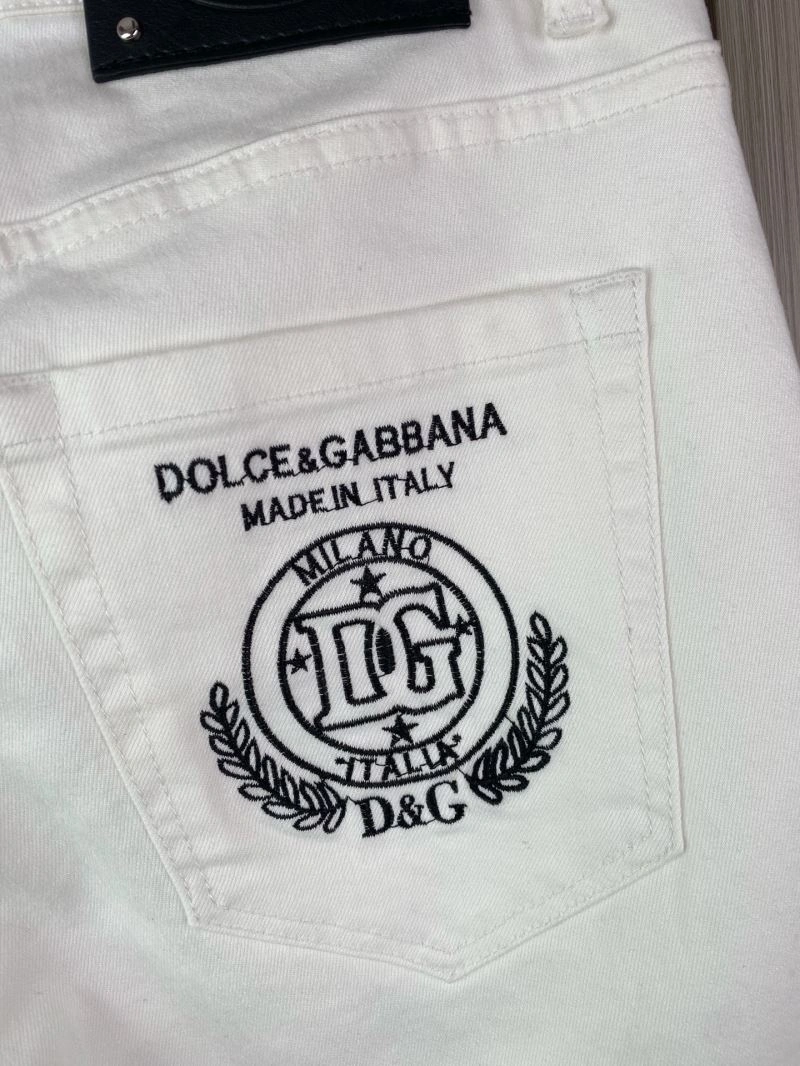 DOLCE&GABBANA
MADE IN ITALY
MILANO
DG
ITALIA
D&G